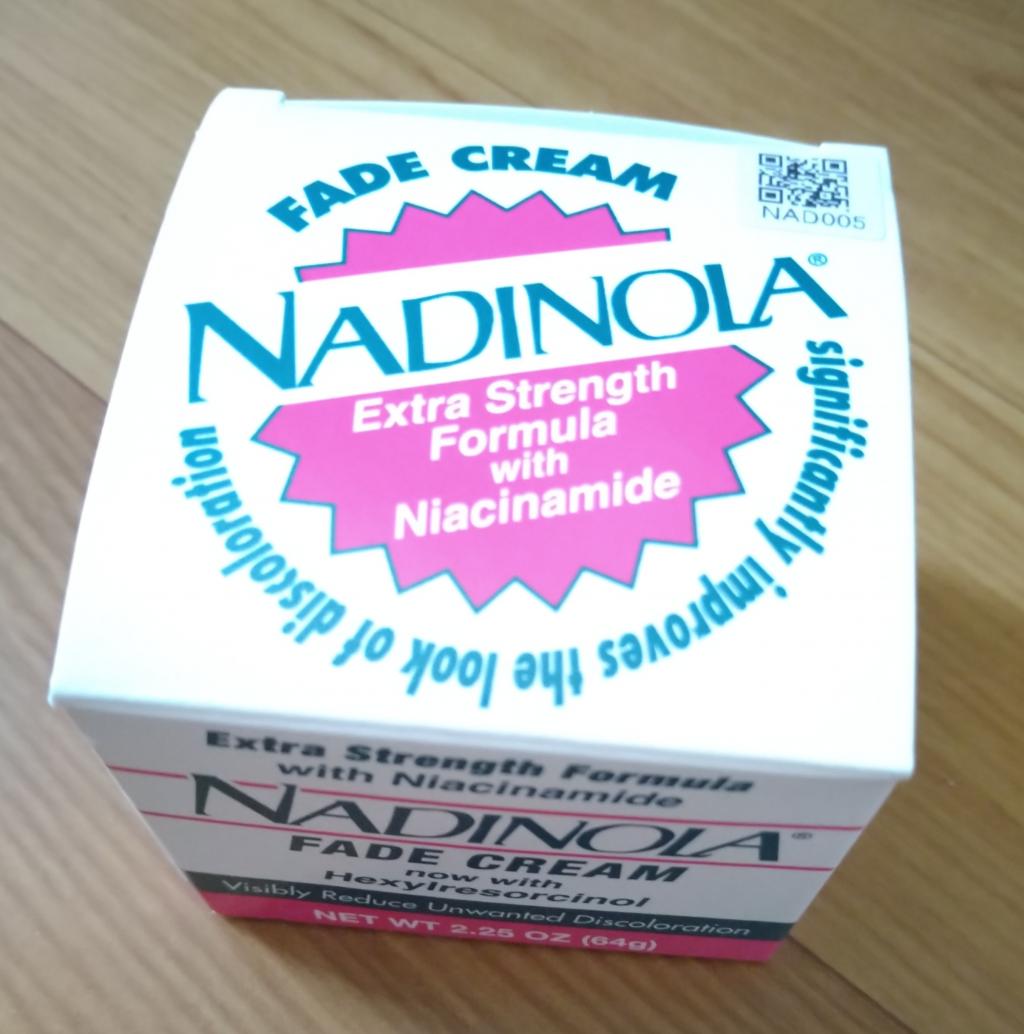 FADE CREAM
NAD005
NADINOLA®
Extra Strength
Formula
with
Niacinamide
significantly improves the look of discoloration
Extra Strength Formula
with Niacinamide
NADINOLA®
FADE CREAM
now with
Hexylresorcinol
Visibly Reduce Unwanted Discoloration
NET WT 2.25 OZ (64g)